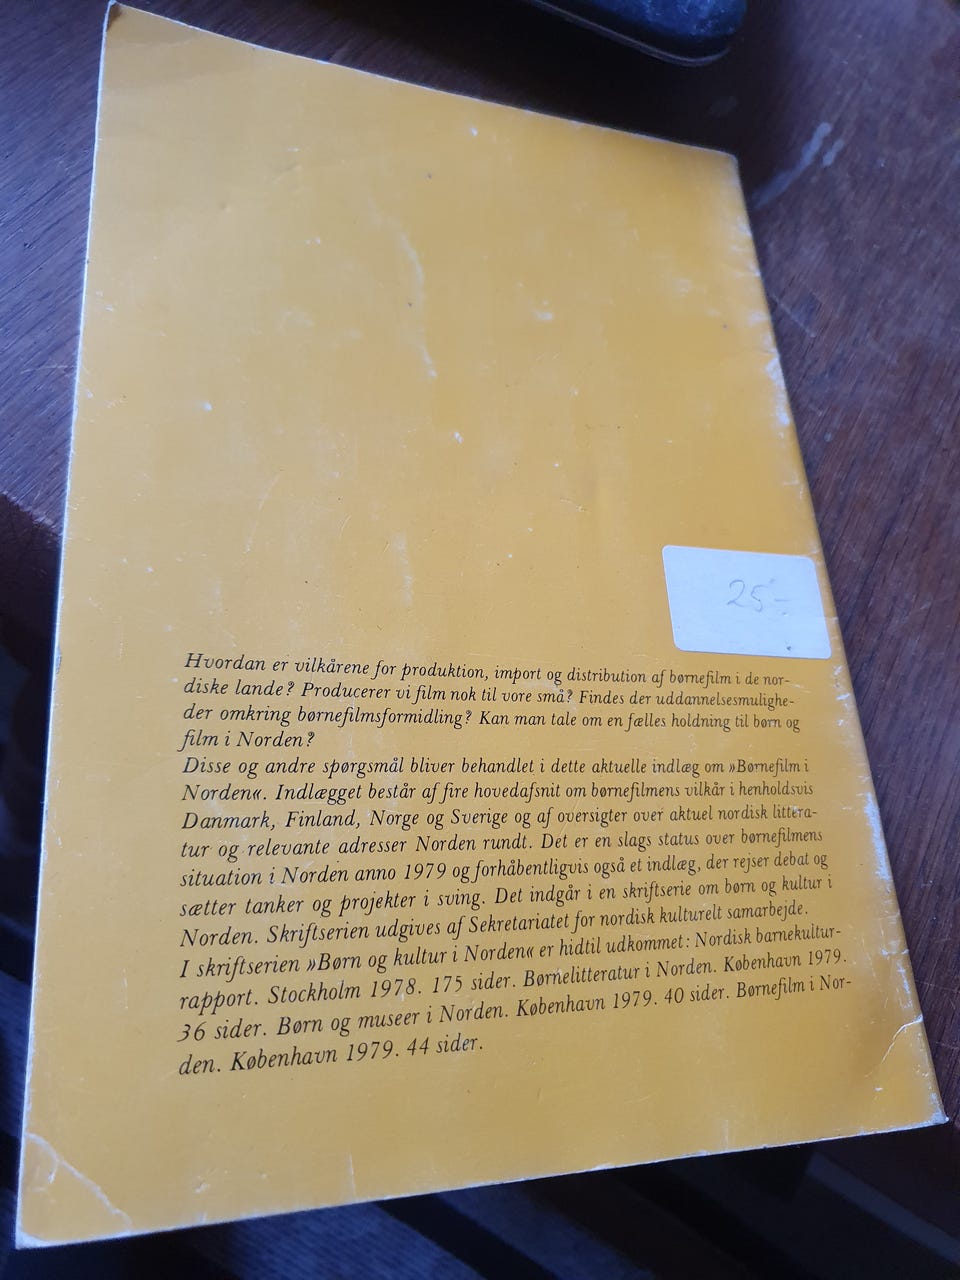 25-
Hvordan er vilkårene for produktion, import og distribution af børnefilm i de nor-
diske lande? Producerer vi film nok til vore små? Findes der uddannelsesmulighe-
der omkring børnefilmsformidling? Kan man tale om en fælles holdning til børn og
film i Norden?
Disse og andre spørgsmål bliver behandlet i dette aktuelle indlæg om »Børnefilm i
Norden«. Indlægget består af fire hovedafsnit om børnefilmens vilkår i henholdsvis
Danmark, Finland, Norge og Sverige og af oversigter over aktuel nordisk littera-
tur og relevante adresser Norden rundt. Det er en slags status over børnefilmens
situation i Norden anno 1979 og forhåbentligvis også et indlæg, der rejser debat og
sætter tanker og projekter i sving. Det indgår i en skriftserie om børn og kultur i
Norden. Skriftserien udgives af Sekretariatet for nordisk kulturelt samarbejde.
I skriftserien »Børn og kultur i Norden« er hidtil udkommet: Nordisk barnekultur-
rapport. Stockholm 1978. 175 sider. Børnelitteratur i Norden. København 1979.
36 sider. Børn og museer i Norden. København 1979. 40 sider. Børnefilm i Nor-
den. København 1979. 44 sider.